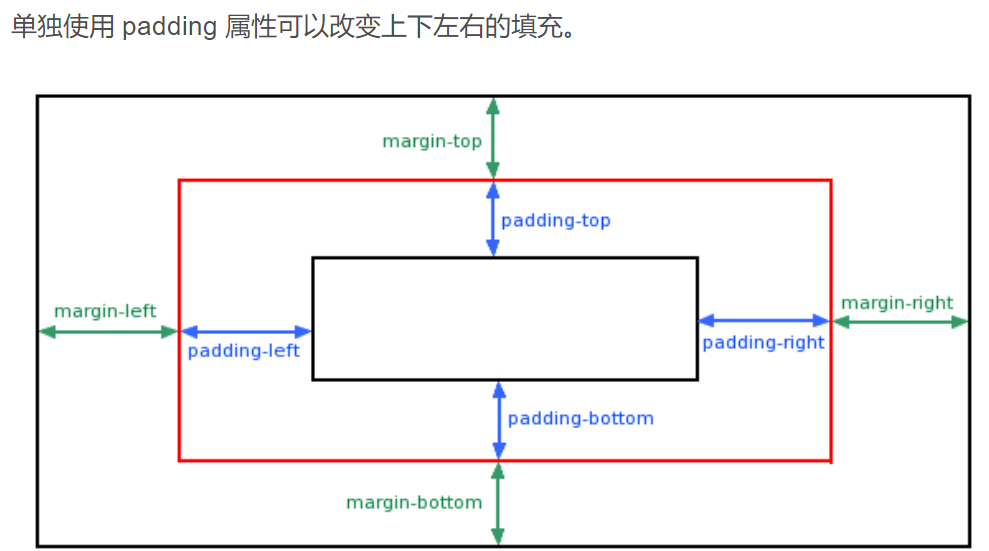 单独使用 padding 属性可以改变上下左右的填充。
margin-top
padding-top
margin-left
margin-right
padding-left
padding-right
padding-bottom
margin-bottom